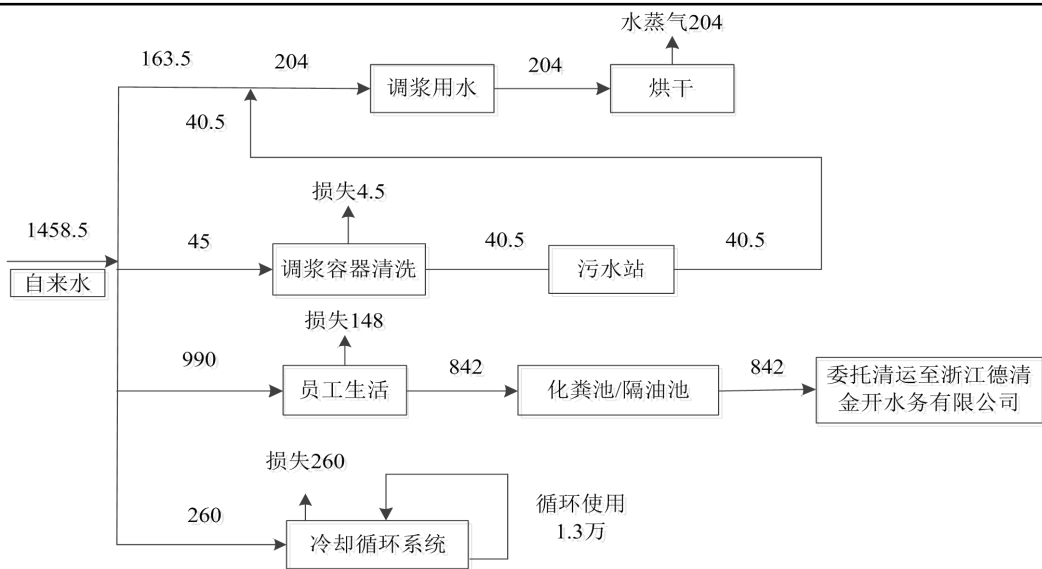 水蒸气204
163.5
204
调浆用水
204
烘干
40.5
损失4.5
1458.5
自来水
45
调浆容器清洗
40.5
污水站
40.5
损失148
990
员工生活
842
化粪池/隔油池
842
委托清运至浙江德清
金开水务有限公司
损失260
260
冷却循环系统
循环使用
1.3万